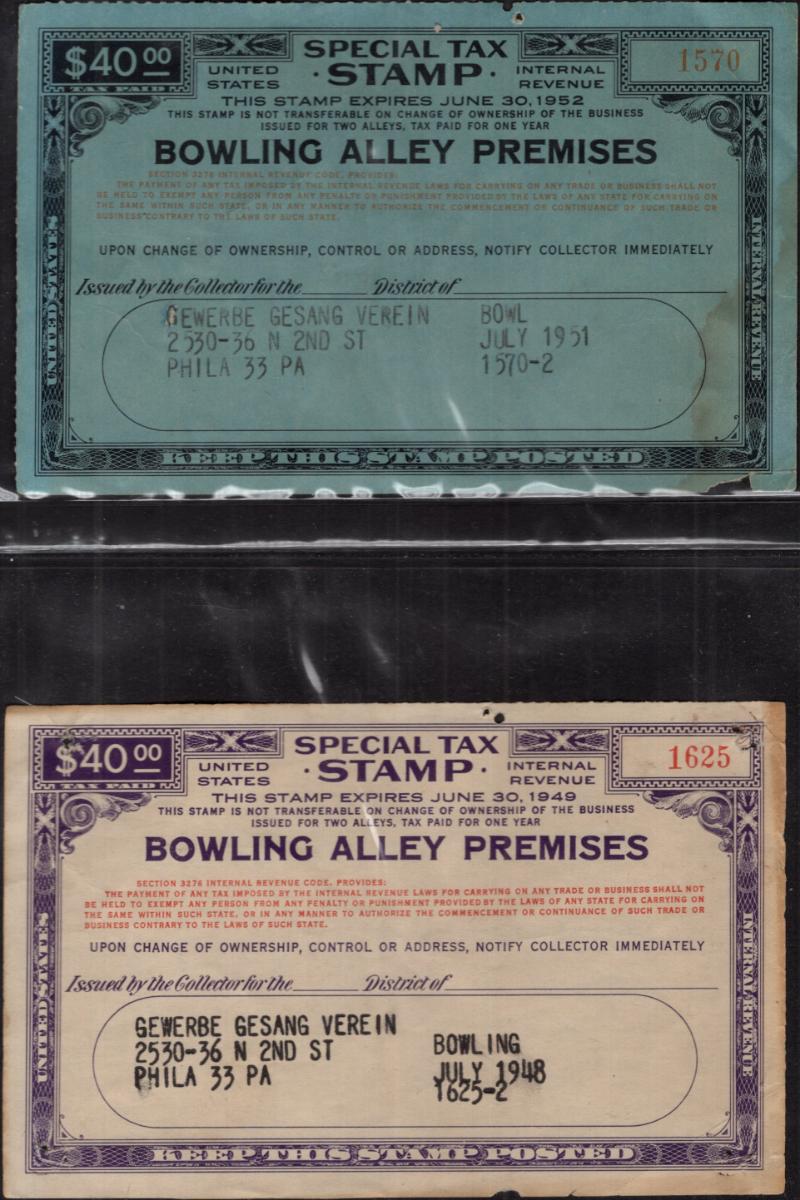 $40 00
TAX PAID
UNITED STATES
SPECIAL TAX
· STAMP ·
INTERNAL REVENUE
1570
THIS STAMP EXPIRES JUNE 30, 1952
THIS STAMP IS NOT TRANSFERABLE ON CHANGE OF OWNERSHIP OF THE BUSINESS
ISSUED FOR TWO ALLEYS, TAX PAID FOR ONE YEAR
BOWLING ALLEY PREMISES
SECTION 3276 INTERNAL REVENUE CODE, PROVIDES:
THE PAYMENT OF ANY TAX IMPOSED BY THE INTERNAL REVENUE LAWS FOR CARRYING ON ANY TRADE OR BUSINESS SHALL NOT
BE HELD TO EXEMPT ANY PERSON FROM ANY PENALTY OR PUNISHMENT PROVIDED BY THE LAWS OF ANY STATE FOR CARRYING ON
THE SAME WITHIN SUCH STATE, OR IN ANY MANNER TO AUTHORIZE THE COMMENCEMENT OR CONTINUANCE OF SUCH TRADE OR
BUSINESS CONTRARY TO THE LAWS OF SUCH STATE.
UPON CHANGE OF OWNERSHIP, CONTROL OR ADDRESS, NOTIFY COLLECTOR IMMEDIATELY
Issued by the Collector for the District of
GEWERBE GESANG VEREIN BOWL
2530-36 N 2ND ST JULY 1951
PHILA 33 PA 1570-2
UNITED STATES
INTERNAL REVENUE
KEEP THIS STAMP POSTED
$40 00
TAX PAID
UNITED STATES
SPECIAL TAX
· STAMP ·
INTERNAL REVENUE
1625
THIS STAMP EXPIRES JUNE 30, 1949
THIS STAMP IS NOT TRANSFERABLE ON CHANGE OF OWNERSHIP OF THE BUSINESS
ISSUED FOR TWO ALLEYS, TAX PAID FOR ONE YEAR
BOWLING ALLEY PREMISES
SECTION 3276 INTERNAL REVENUE CODE, PROVIDES:
THE PAYMENT OF ANY TAX IMPOSED BY THE INTERNAL REVENUE LAWS FOR CARRYING ON ANY TRADE OR BUSINESS SHALL NOT
BE HELD TO EXEMPT ANY PERSON FROM ANY PENALTY OR PUNISHMENT PROVIDED BY THE LAWS OF ANY STATE FOR CARRYING ON
THE SAME WITHIN SUCH STATE, OR IN ANY MANNER TO AUTHORIZE THE COMMENCEMENT OR CONTINUANCE OF SUCH TRADE OR
BUSINESS CONTRARY TO THE LAWS OF SUCH STATE.
UPON CHANGE OF OWNERSHIP, CONTROL OR ADDRESS, NOTIFY COLLECTOR IMMEDIATELY
Issued by the Collector for the District of
GEWERBE GESANG VEREIN
2530-36 N 2ND ST BOWLING
PHILA 33 PA JULY 1948
1625-2
UNITED STATES
INTERNAL REVENUE
KEEP THIS STAMP POSTED